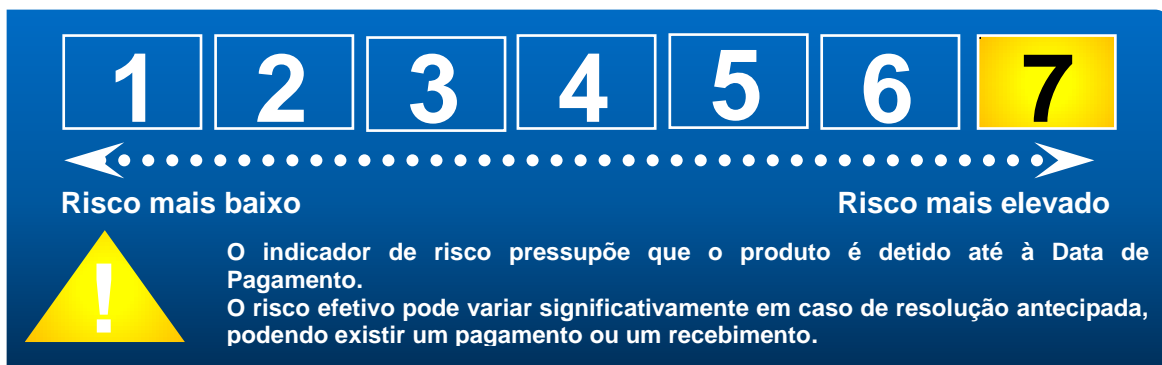 1 2 3 4 5 6 7
Risco mais baixo Risco mais elevado
!
O indicador de risco pressupõe que o produto é detido até à Data de
Pagamento.
O risco efetivo pode variar significativamente em caso de resolução antecipada,
podendo existir um pagamento ou um recebimento.